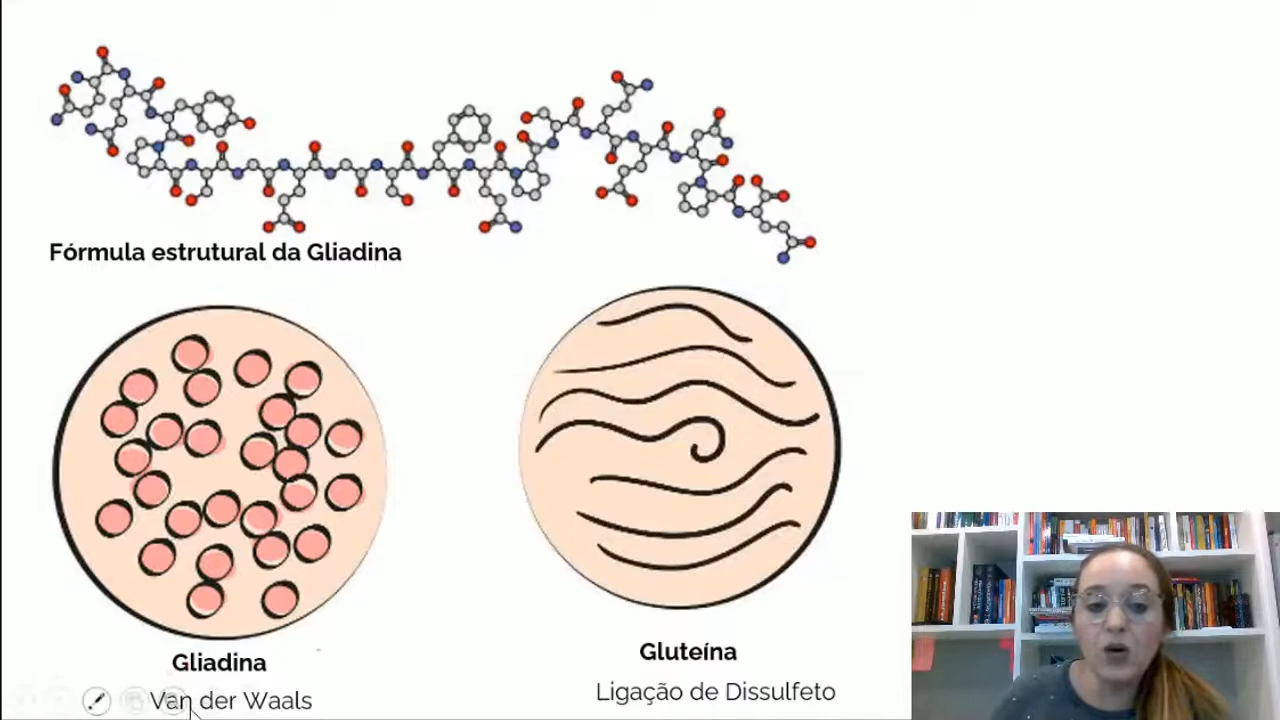 Fórmula estrutural da Gliadina
Gliadina
Van der Waals
Gluteína
Ligação de Dissulfeto